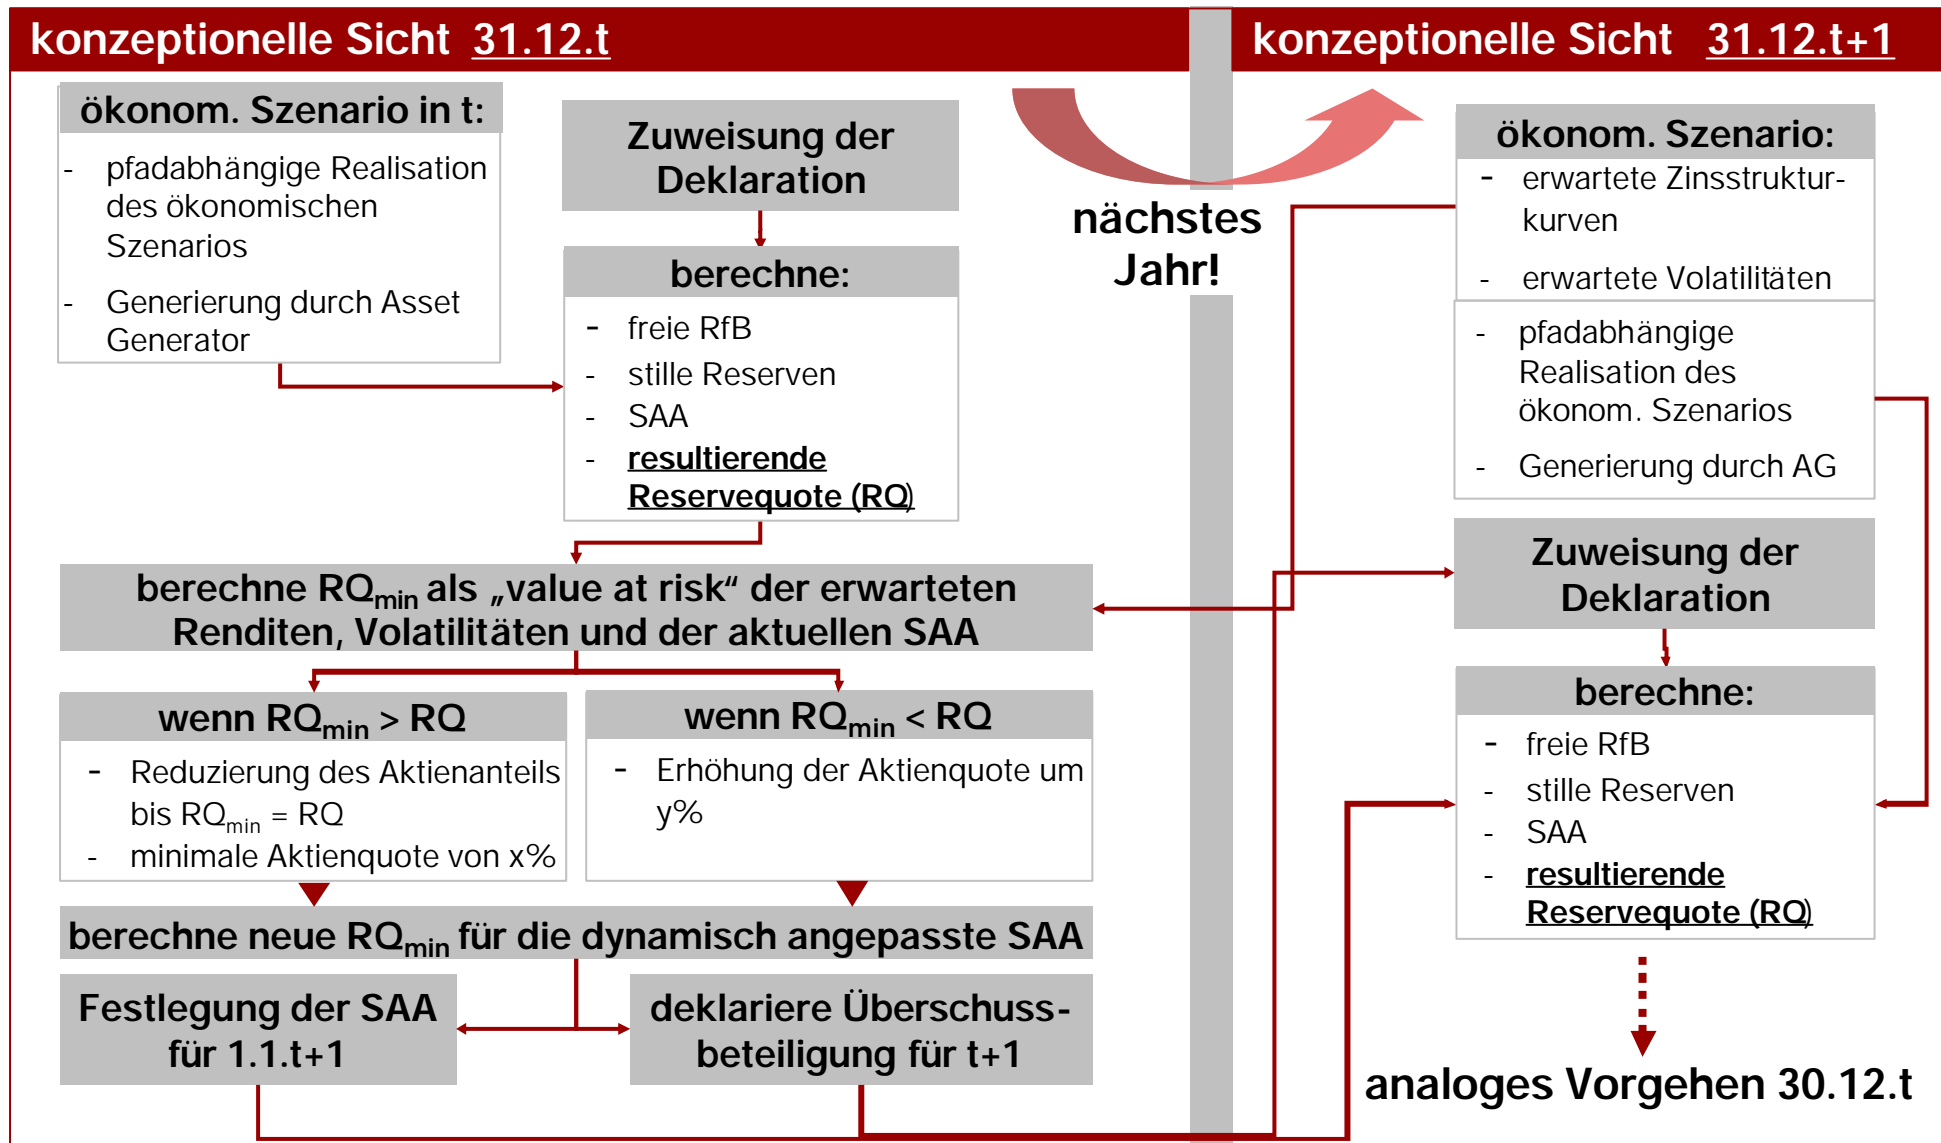 konzeptionelle Sicht 31.12.t
ökonom. Szenario in t:
- pfadabhängige Realisation
des ökonomischen
Szenarios
- Generierung durch Asset
Generator
Zuweisung der
Deklaration
berechne:
- freie RfB
- stille Reserven
- SAA
- resultierende
Reservequote (RQ)
berechne RQmin als „value at risk“ der erwarteten
Renditen, Volatilitäten und der aktuellen SAA
wenn RQmin > RQ
- Reduzierung des Aktienanteils
bis RQmin = RQ
- minimale Aktienquote von x%
wenn RQmin < RQ
- Erhöhung der Aktienquote um
y%
berechne neue RQmin für die dynamisch angepasste SAA
Festlegung der SAA
für 1.1.t+1
deklariere Überschuss-
beteiligung für t+1
nächstes
Jahr!
konzeptionelle Sicht 31.12.t+1
ökonom. Szenario:
- erwartete Zinsstruktur-
kurven
- erwartete Volatilitäten
- pfadabhängige
Realisation des
ökonom. Szenarios
- Generierung durch AG
Zuweisung der
Deklaration
berechne:
- freie RfB
- stille Reserven
- SAA
- resultierende
Reservequote (RQ)
analoges Vorgehen 30.12.t